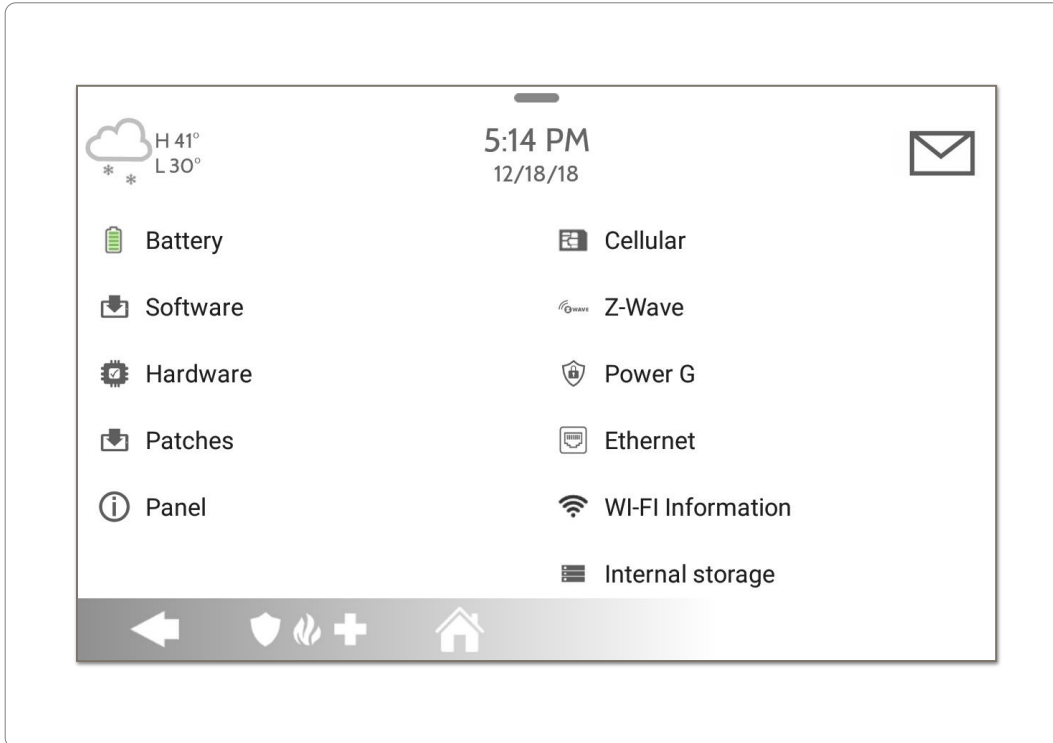 H 41°
L 30°
5:14 PM
12/18/18
Battery
Software
Hardware
Patches
Panel
Cellular
Z-Wave
Power G
Ethernet
WI-FI Information
Internal storage